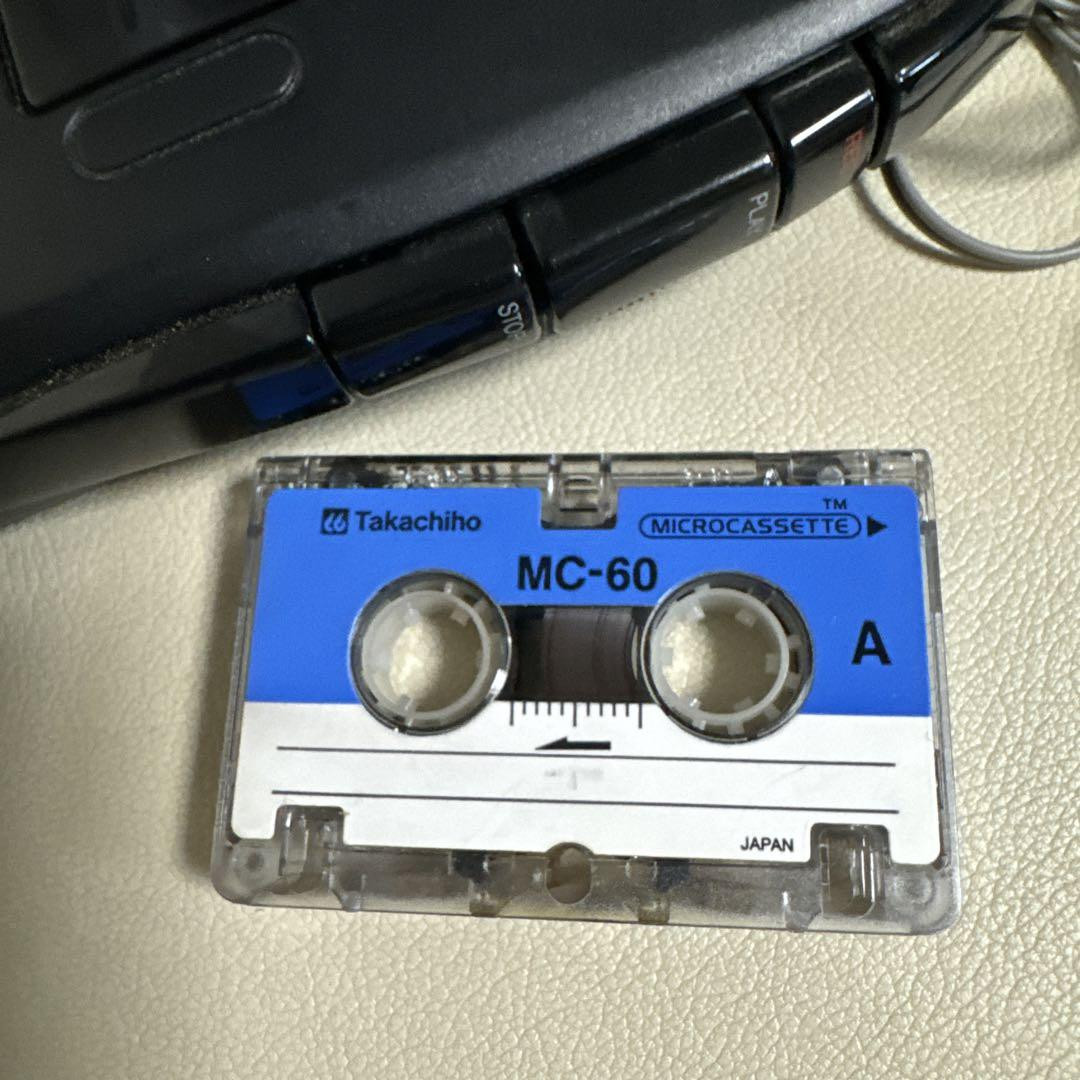 PLAY
STOP
Takachiho
TM
MICROCASSETTE
MC-60
A
JAPAN